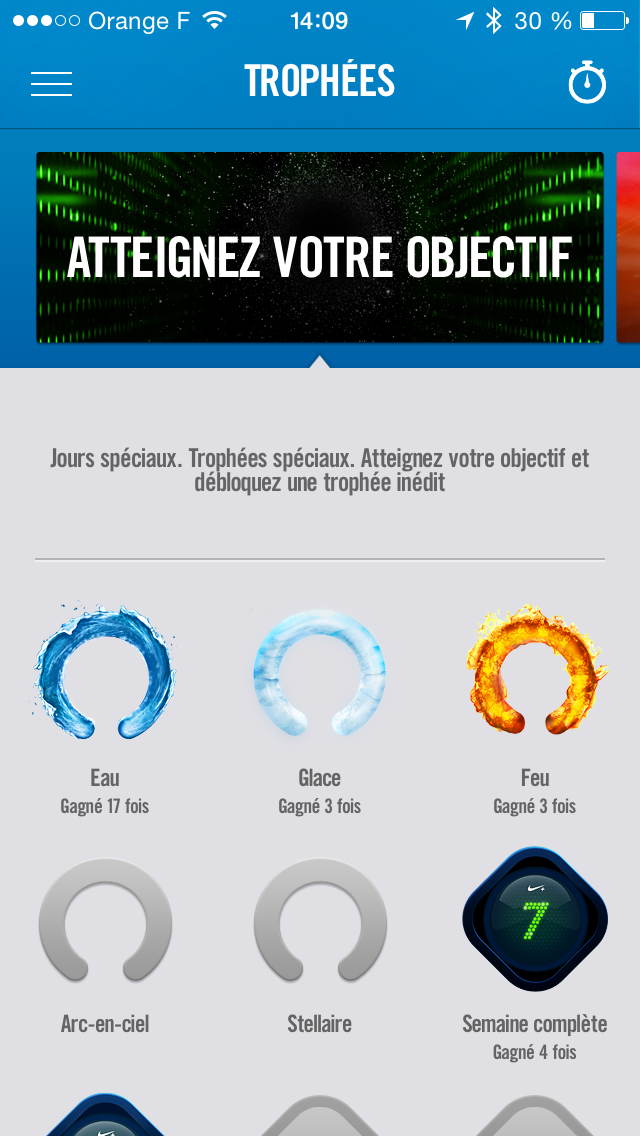 Orange F 14:09 30 %
TROPHÉES
ATTEIGNEZ VOTRE OBJECTIF
Jours spéciaux. Trophées spéciaux. Atteignez votre objectif et
débloquez une trophée inédit
Eau Glace Feu
Gagné 17 fois Gagné 3 fois Gagné 3 fois
7
Arc-en-ciel Stellaire Semaine complète
Gagné 4 fois